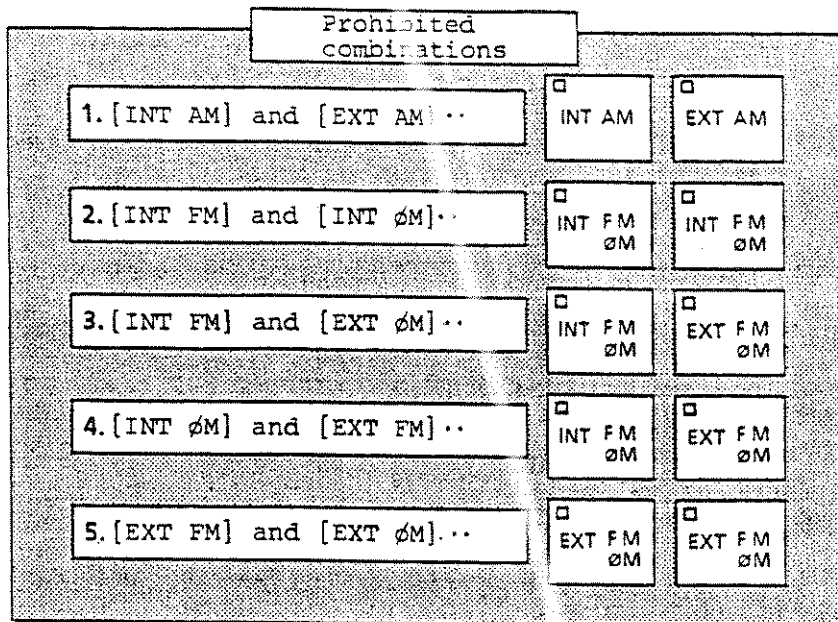 Prohibited
combinations
1. [INT AM] and [EXT AM] ··
INT AM
EXT AM
2. [INT FM] and [INT ØM]··
INT FM
ØM
INT FM
ØM
3. [INT FM] and [EXT ØM]··
INT FM
ØM
EXT FM
ØM
4. [INT ØM] and [EXT FM]··
INT FM
ØM
EXT FM
ØM
5. [EXT FM] and [EXT ØM]···
EXT FM
ØM
EXT FM
ØM